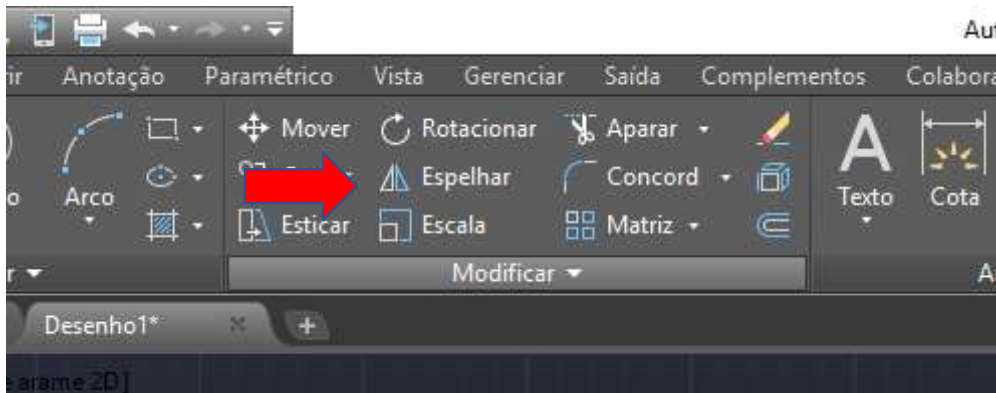 Aut
rir Anotação Paramétrico Vista Gerenciar Saída Complementos Colabora
Mover Rotacionar Aparar
Espelhar Concord
o Arco Texto Cota
Esticar Escala Matriz
r Modificar A
Desenho1*
e arame 2D]